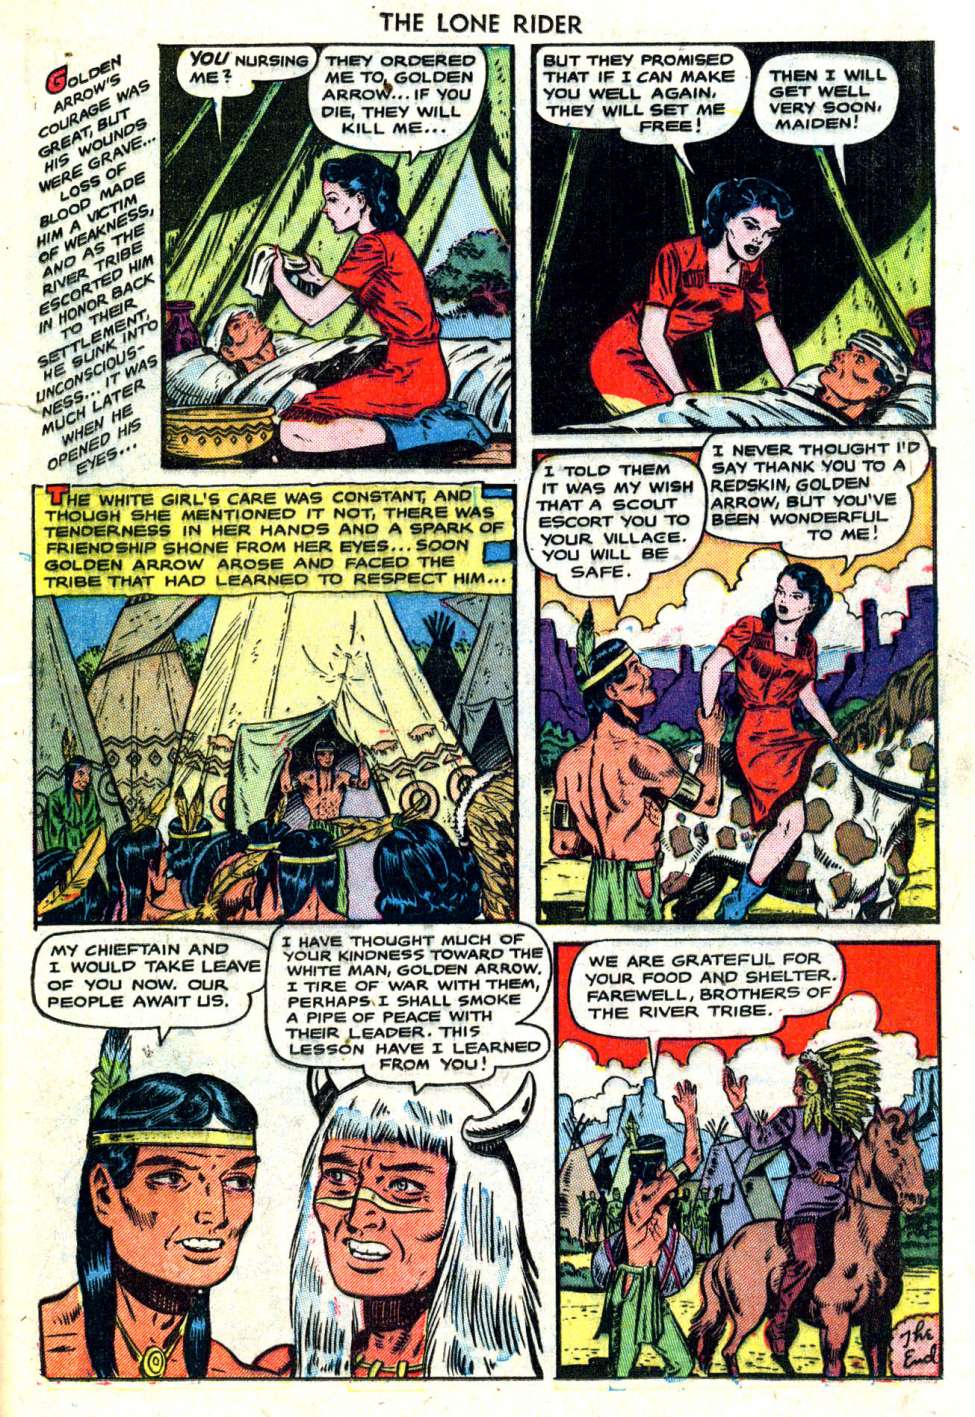 THE LONE RIDER
GOLDEN
ARROW'S
COURAGE WAS
GREAT, BUT
HIS WOUNDS
WERE GRAVE...
LOSS OF
BLOOD MADE
HIM A VICTIM
OF WEAKNESS,
AND AS THE
RIVER TRIBE
ESCORTED HIM
IN HONOR BACK
TO THEIR
SETTLEMENT,
HE SUNK INTO
UNCONSCIOUS-
NESS... IT WAS
MUCH LATER
WHEN HE
OPENED HIS
EYES...
YOU NURSING
ME?
THEY ORDERED
ME TO, GOLDEN
ARROW... IF YOU
DIE, THEY WILL
KILL ME...
BUT THEY PROMISED
THAT IF I CAN MAKE
YOU WELL AGAIN,
THEY WILL SET ME
FREE!
THEN I WILL
GET WELL
VERY SOON,
MAIDEN!
THE WHITE GIRL'S CARE WAS CONSTANT, AND
THOUGH SHE MENTIONED IT NOT, THERE WAS
TENDERNESS IN HER HANDS AND A SPARK OF
FRIENDSHIP SHONE FROM HER EYES... SOON
GOLDEN ARROW AROSE AND FACED THE
TRIBE THAT HAD LEARNED TO RESPECT HIM...
I TOLD THEM
IT WAS MY WISH
THAT A SCOUT
ESCORT YOU TO
YOUR VILLAGE.
YOU WILL BE
SAFE.
I NEVER THOUGHT I'D
SAY THANK YOU TO A
REDSKIN, GOLDEN
ARROW, BUT YOU'VE
BEEN WONDERFUL
TO ME!
MY CHIEFTAIN AND
I WOULD TAKE LEAVE
OF YOU NOW. OUR
PEOPLE AWAIT US.
I HAVE THOUGHT MUCH OF
YOUR KINDNESS TOWARD THE
WHITE MAN, GOLDEN ARROW.
I TIRE OF WAR WITH THEM,
PERHAPS I SHALL SMOKE
A PIPE OF PEACE WITH
THEIR LEADER. THIS
LESSON HAVE I LEARNED
FROM YOU!
WE ARE GRATEFUL FOR
YOUR FOOD AND SHELTER.
FAREWELL, BROTHERS OF
THE RIVER TRIBE.
The
End